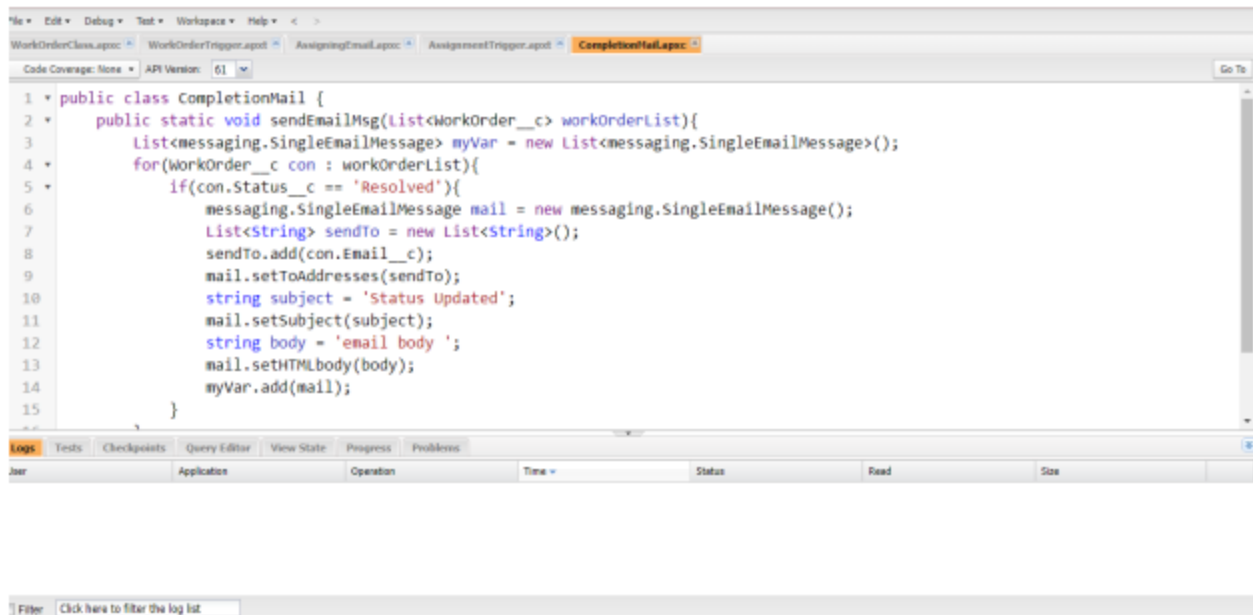 File ▾ Edit ▾ Debug ▾ Test ▾ Workspace ▾ Help ▾ < >
WorkOrderClass.apxc WorkOrderTrigger.apxt AssigningEmail.apxc AssignmentTrigger.apxt CompletionMail.apxc
Code Coverage: None ▾ API Version: 61 Go To
1 public class CompletionMail {
2 public static void sendEmailMsg(List<WorkOrder__c> workOrderList){
3 List<messaging.SingleEmailMessage> myVar = new List<messaging.SingleEmailMessage>();
4 for(WorkOrder__c con : workOrderList){
5 if(con.Status__c == 'Resolved'){
6 messaging.SingleEmailMessage mail = new messaging.SingleEmailMessage();
7 List<String> sendTo = new List<String>();
8 sendTo.add(con.Email__c);
9 mail.setToAddresses(sendTo);
10 string subject = 'Status Updated';
11 mail.setSubject(subject);
12 string body = 'email body ';
13 mail.setHTMLbody(body);
14 myVar.add(mail);
15 }
Logs Tests Checkpoints Query Editor View State Progress Problems
User Application Operation Time Status Read Size
Filter Click here to filter the log list